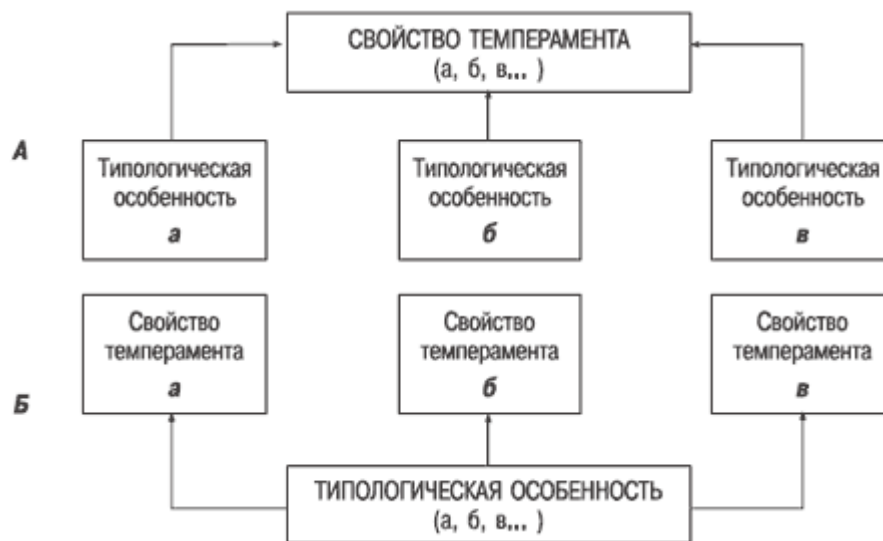 СВОЙСТВО ТЕМПЕРАМЕНТА
(а, б, в... )
А
Типологическая
особенность
а
Типологическая
особенность
б
Типологическая
особенность
в
Б
Свойство
темперамента
а
Свойство
темперамента
б
Свойство
темперамента
в
ТИПОЛОГИЧЕСКАЯ ОСОБЕННОСТЬ
(а, б, в... )